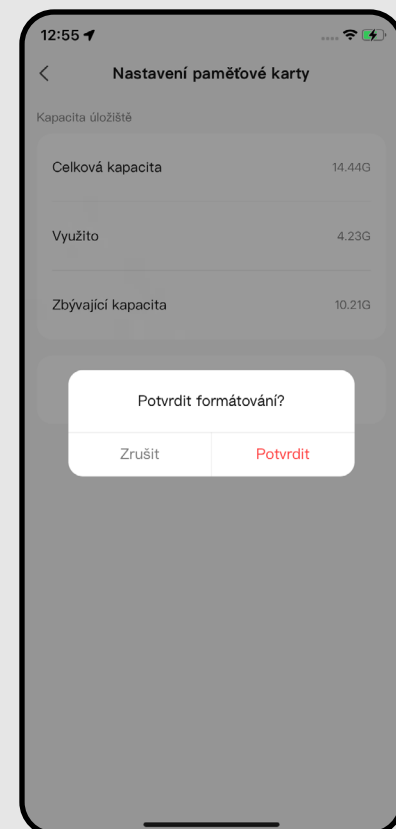 12:55
Nastavení paměťové karty
Kapacita úložiště
Celková kapacita 14.44G
Využito 4.23G
Zbývající kapacita 10.21G
Potvrdit formátování?
Zrušit Potvrdit